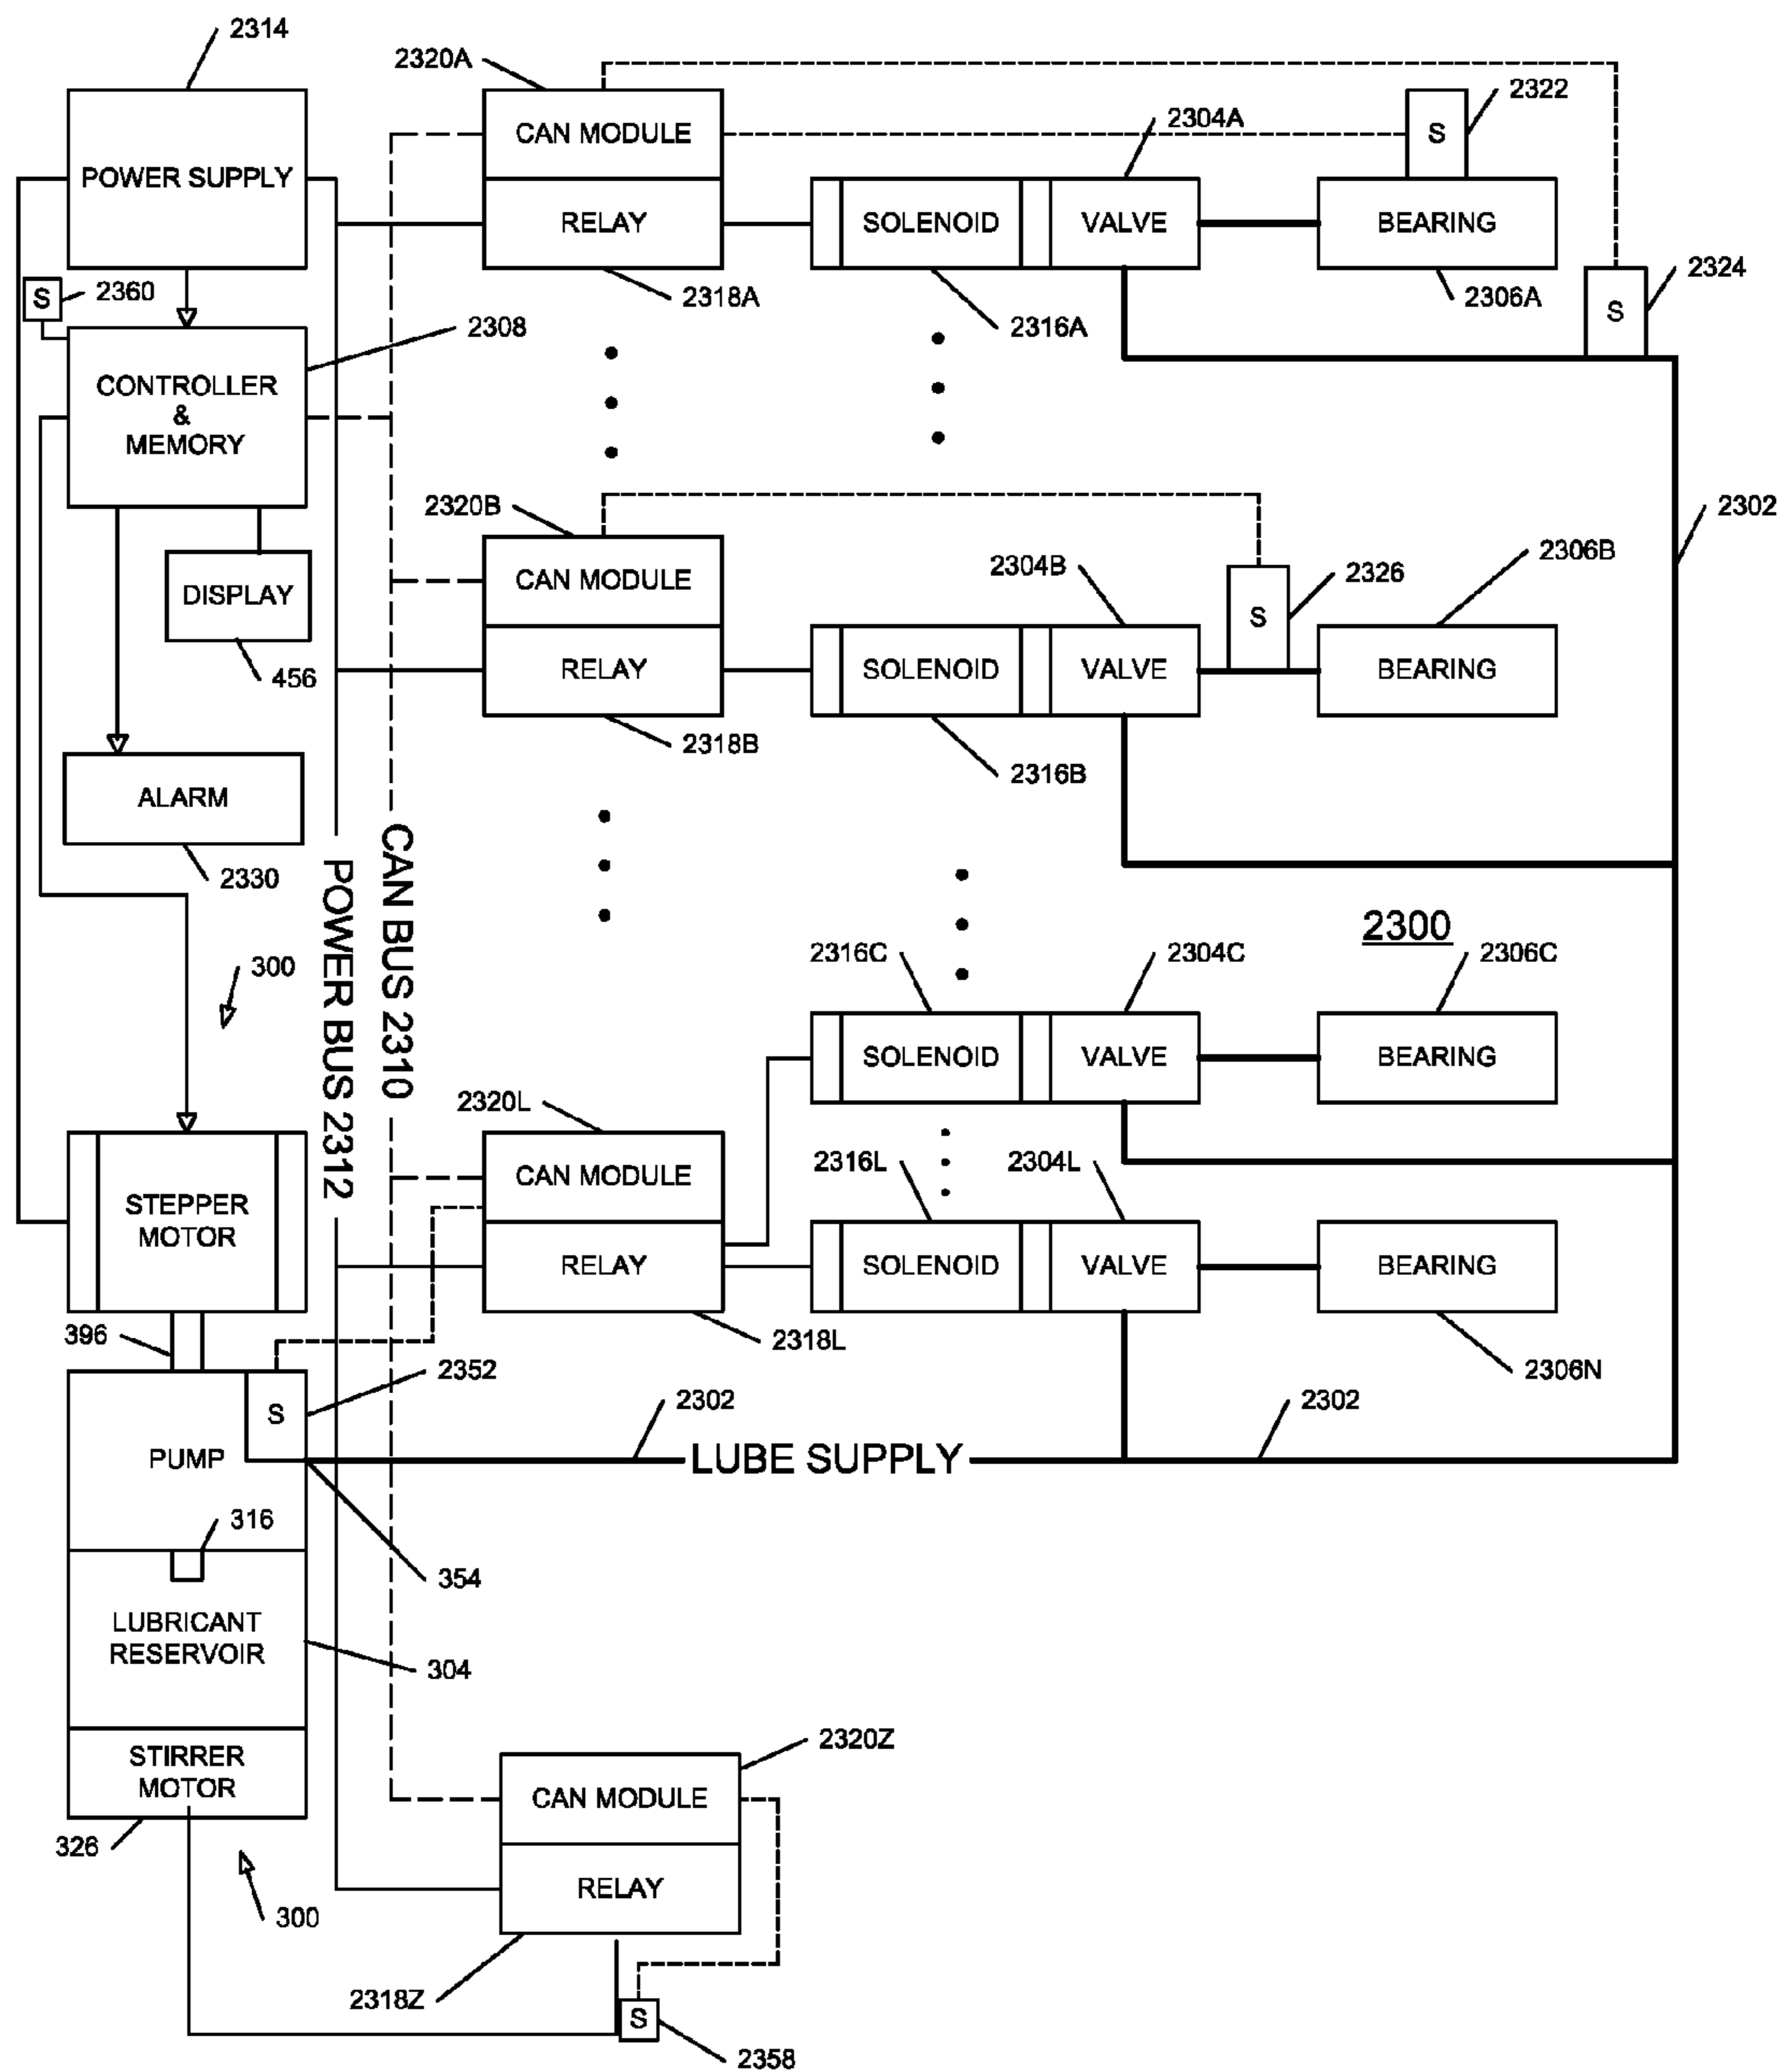 2314
2320A
2322
2304A
CAN MODULE
S
POWER SUPPLY
RELAY
SOLENOID
VALVE
BEARING
2324
S
2360
2318A
2306A
S
2308
2316A
CONTROLLER
&
MEMORY
2320B
2302
2304B
2306B
CAN MODULE
2326
DISPLAY
S
456
RELAY
SOLENOID
VALVE
BEARING
2318B
2316B
ALARM
2330
CAN BUS 2310
POWER BUS 2312
2300
300
2316C
2304C
2306C
SOLENOID
VALVE
BEARING
2320L
2316L
2304L
CAN MODULE
STEPPER
MOTOR
RELAY
SOLENOID
VALVE
BEARING
396
2318L
2352
2306N
S
2302
2302
PUMP
LUBE SUPPLY
316
354
LUBRICANT
RESERVOIR
304
2320Z
STIRRER
MOTOR
CAN MODULE
326
RELAY
300
2318Z
S
2358